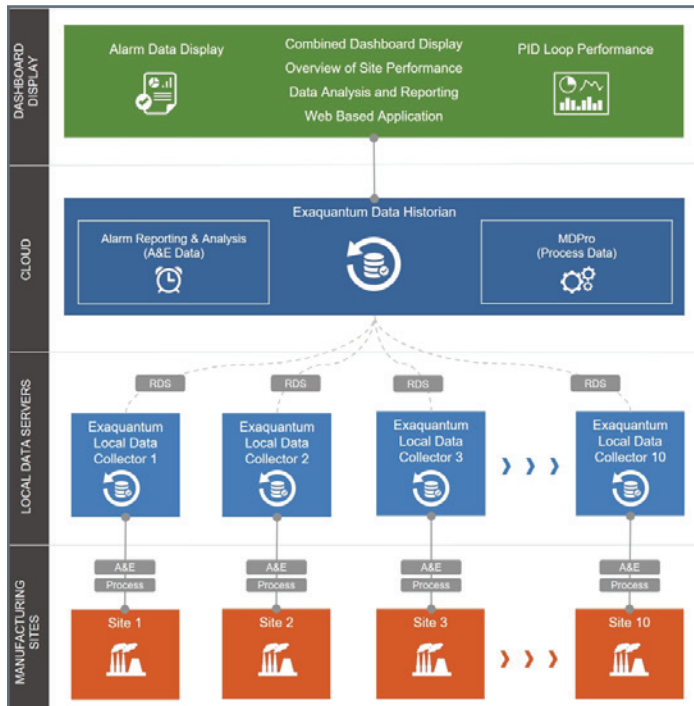 DASHBOARD
DISPLAY
Alarm Data Display
Combined Dashboard Display
Overview of Site Performance
Data Analysis and Reporting
Web Based Application
PID Loop Performance
CLOUD
Exaquantum Data Historian
Alarm Reporting & Analysis
(A&E Data)
MDPro
(Process Data)
LOCAL DATA SERVERS
RDS
RDS
RDS
RDS
Exaquantum
Local Data
Collector 1
Exaquantum
Local Data
Collector 2
Exaquantum
Local Data
Collector 3
Exaquantum
Local Data
Collector 10
A&E
Process
A&E
Process
A&E
Process
A&E
Process
MANUFACTURING
SITES
Site 1
Site 2
Site 3
Site 10